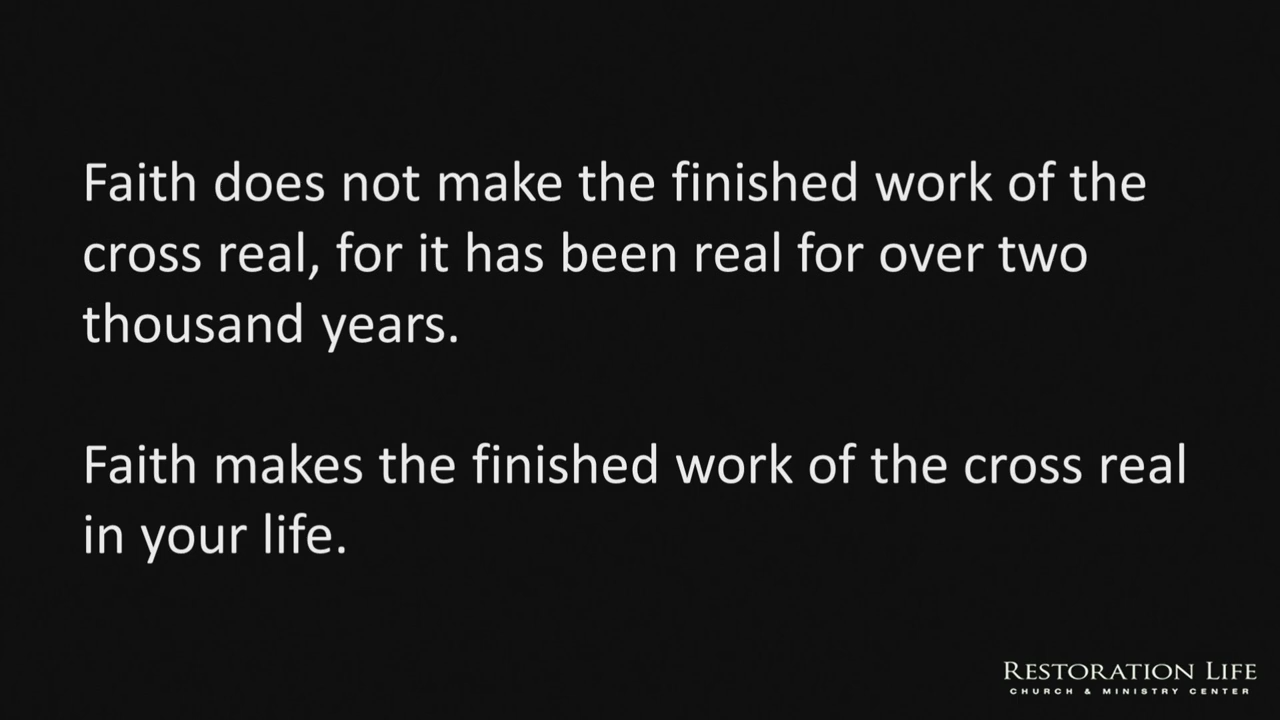 Faith does not make the finished work of the
cross real, for it has been real for over two
thousand years.
Faith makes the finished work of the cross real
in your life.
RESTORATION LIFE
CHURCH & MINISTRY CENTER